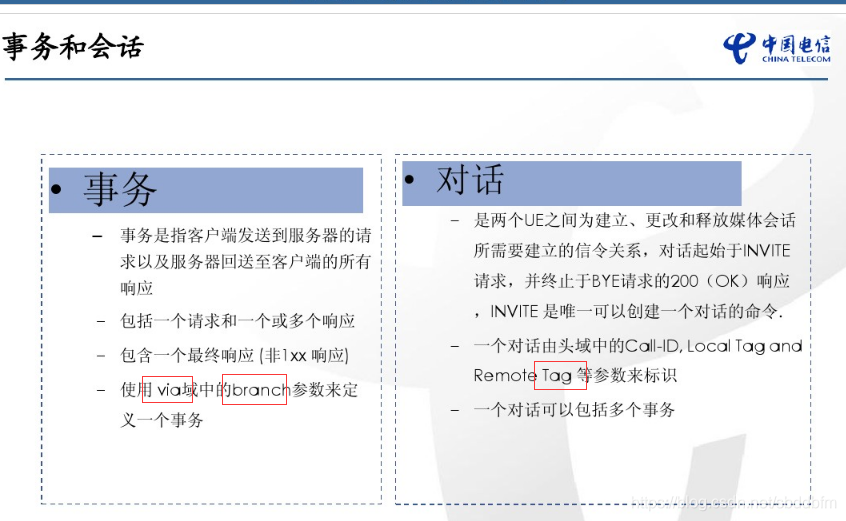 事务和会话
中国电信
CHINA TELECOM
• 事务
– 事务是指客户端发送到服务器的请
求以及服务器回送至客户端的所有
响应
– 包括一个请求和一个或多个响应
– 包含一个最终响应 (非1xx 响应)
– 使用 via域中的branch参数来定
义一个事务
• 对话
– 是两个UE之间为建立、更改和释放媒体会话
所需要建立的信令关系，对话起始于INVITE
请求，并终止于BYE请求的200（OK）响应
，INVITE 是唯一可以创建一个对话的命令.
– 一个对话由头域中的Call-ID, Local Tag and
Remote Tag 等参数来标识
– 一个对话可以包括多个事务